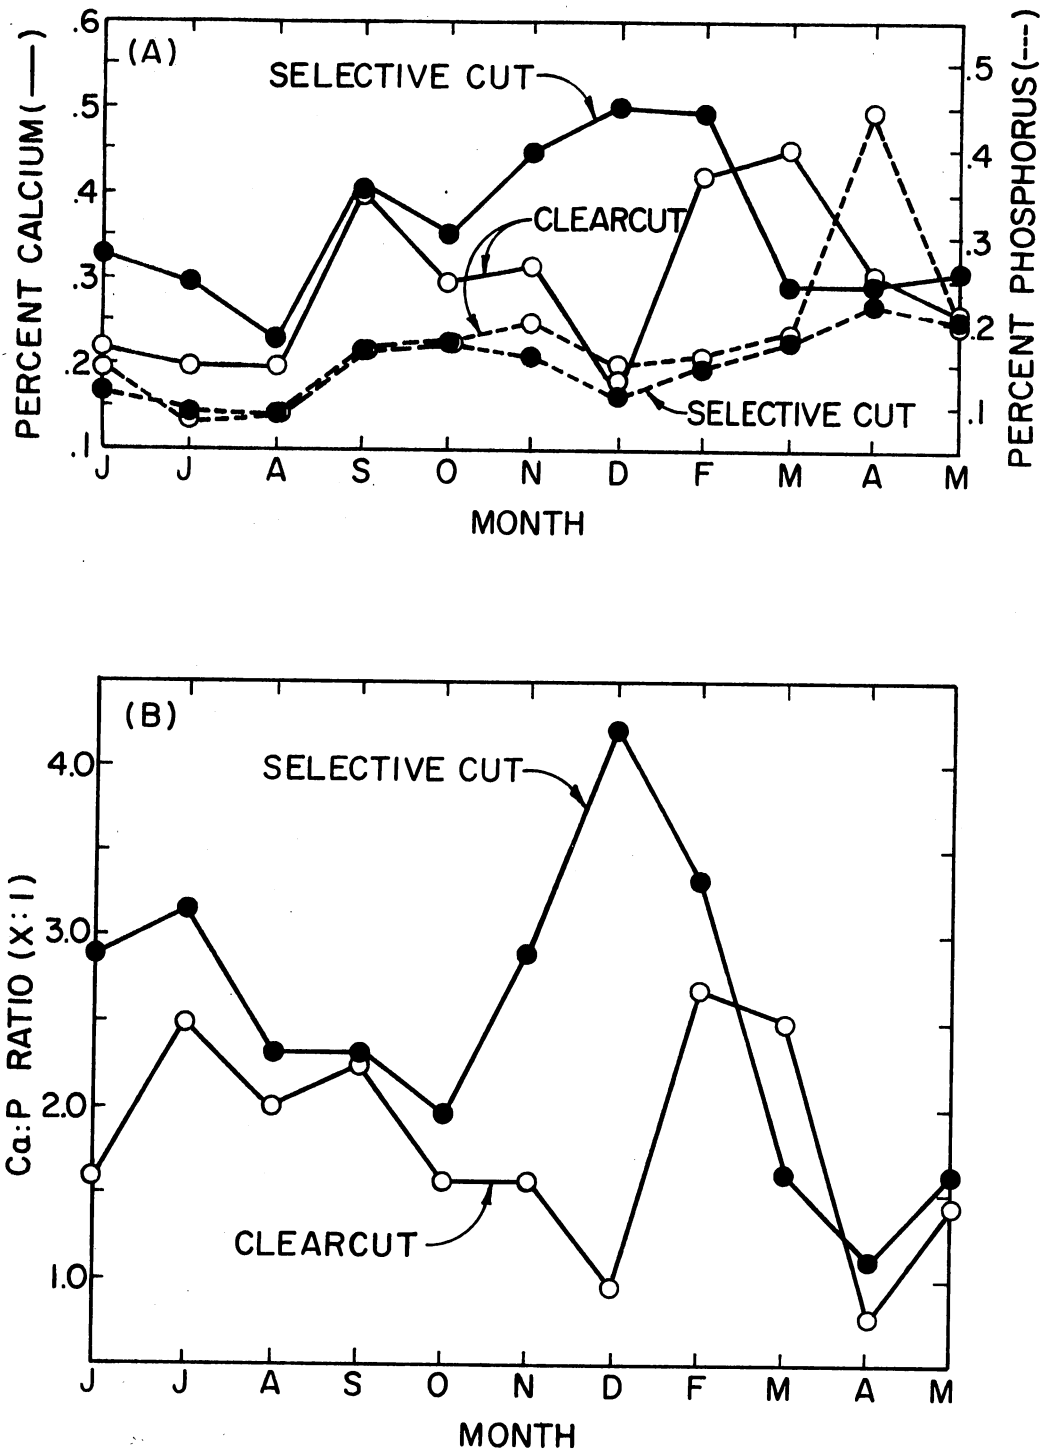 (A)
PERCENT CALCIUM (—)
.6
.5
.4
.3
.2
.1
SELECTIVE CUT
CLEARCUT
SELECTIVE CUT
.5
.4
.3
.2
.1
PERCENT PHOSPHORUS (---)
J J A S O N D F M A M
MONTH
(B)
Ca:P RATIO (X:1)
4.0
3.0
2.0
1.0
SELECTIVE CUT
CLEARCUT
J J A S O N D F M A M
MONTH